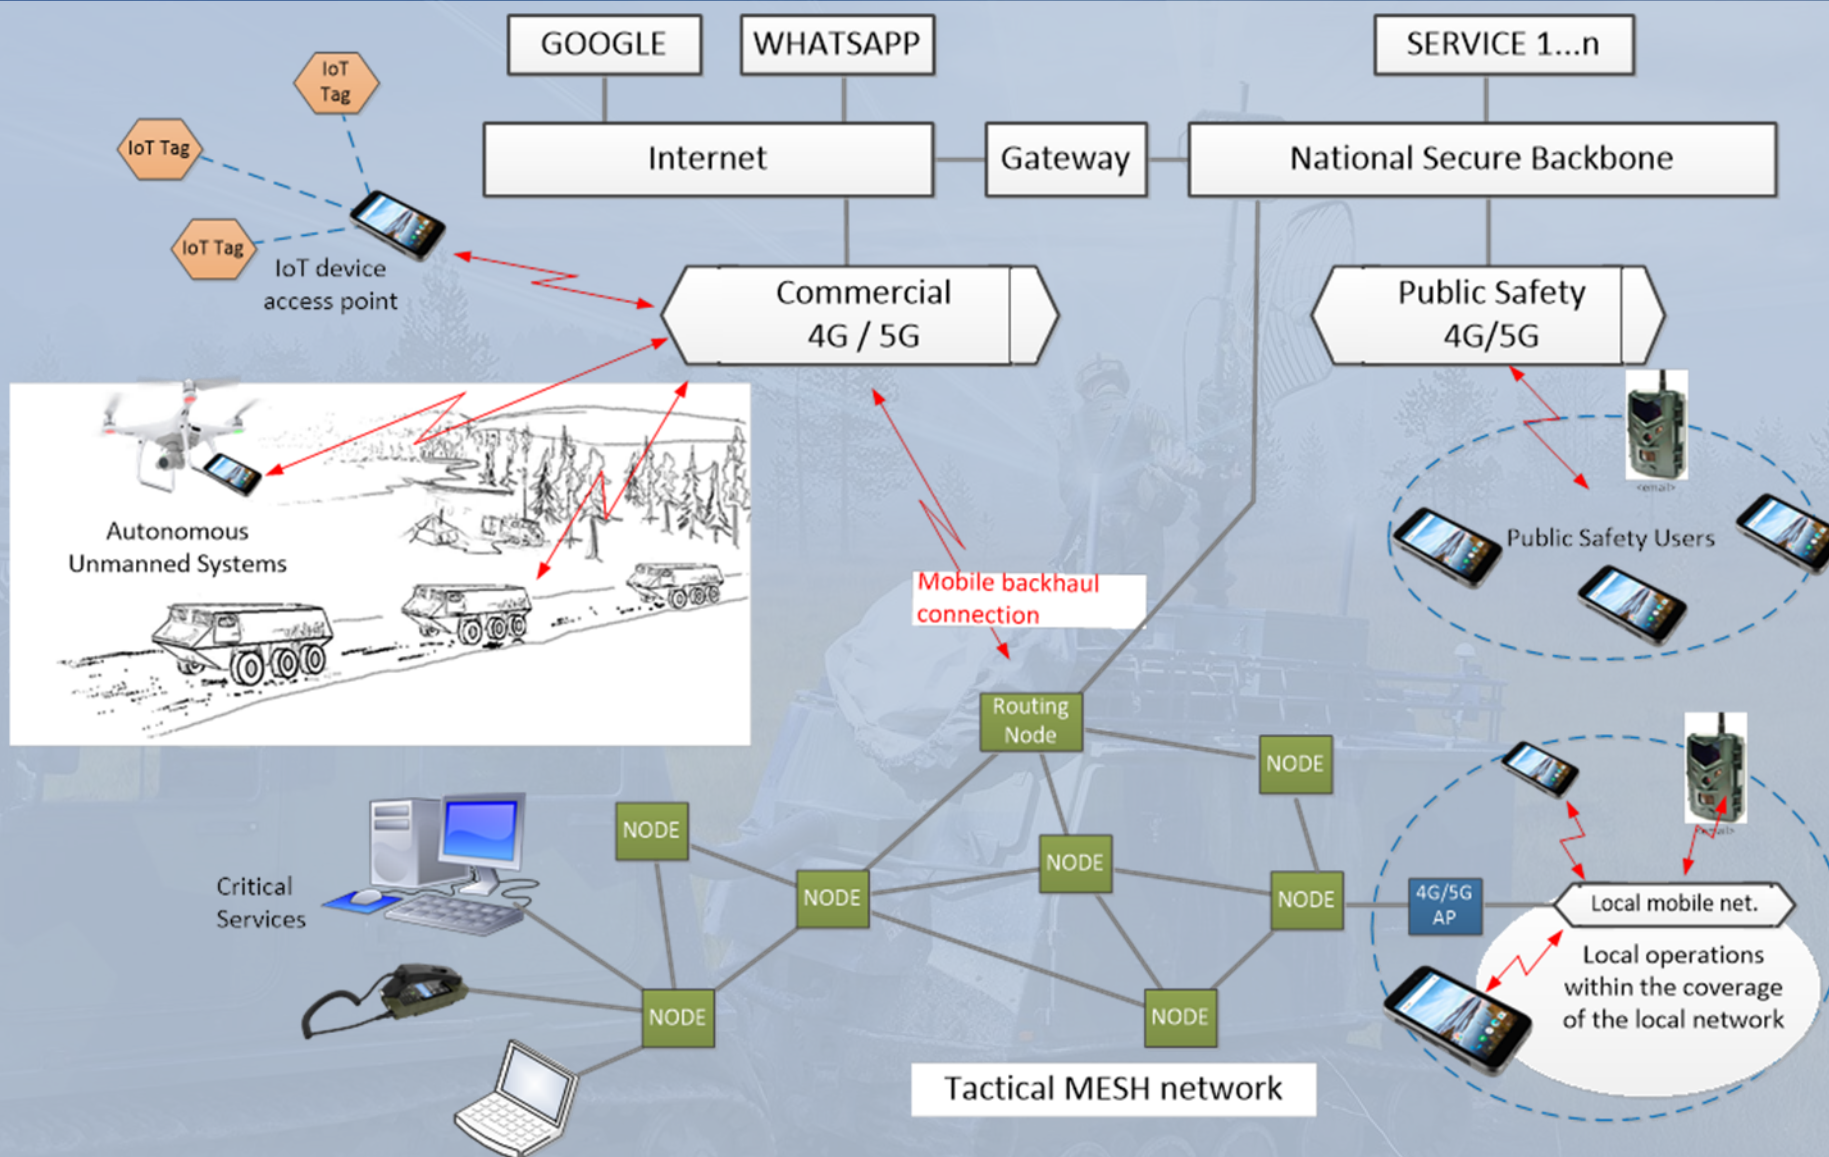 GOOGLE
WHATSAPP
SERVICE 1...n
IoT
Tag
IoT Tag
IoT Tag
Internet
Gateway
National Secure Backbone
IoT device
access point
Commercial
4G / 5G
Public Safety
4G/5G
<email>
Autonomous
Unmanned Systems
Public Safety Users
Mobile backhaul
connection
Routing
Node
NODE
NODE
NODE
NODE
NODE
NODE
NODE
Critical
Services
4G/5G
AP
<email>
Local mobile net.
Local operations
within the coverage
of the local network
Tactical MESH network